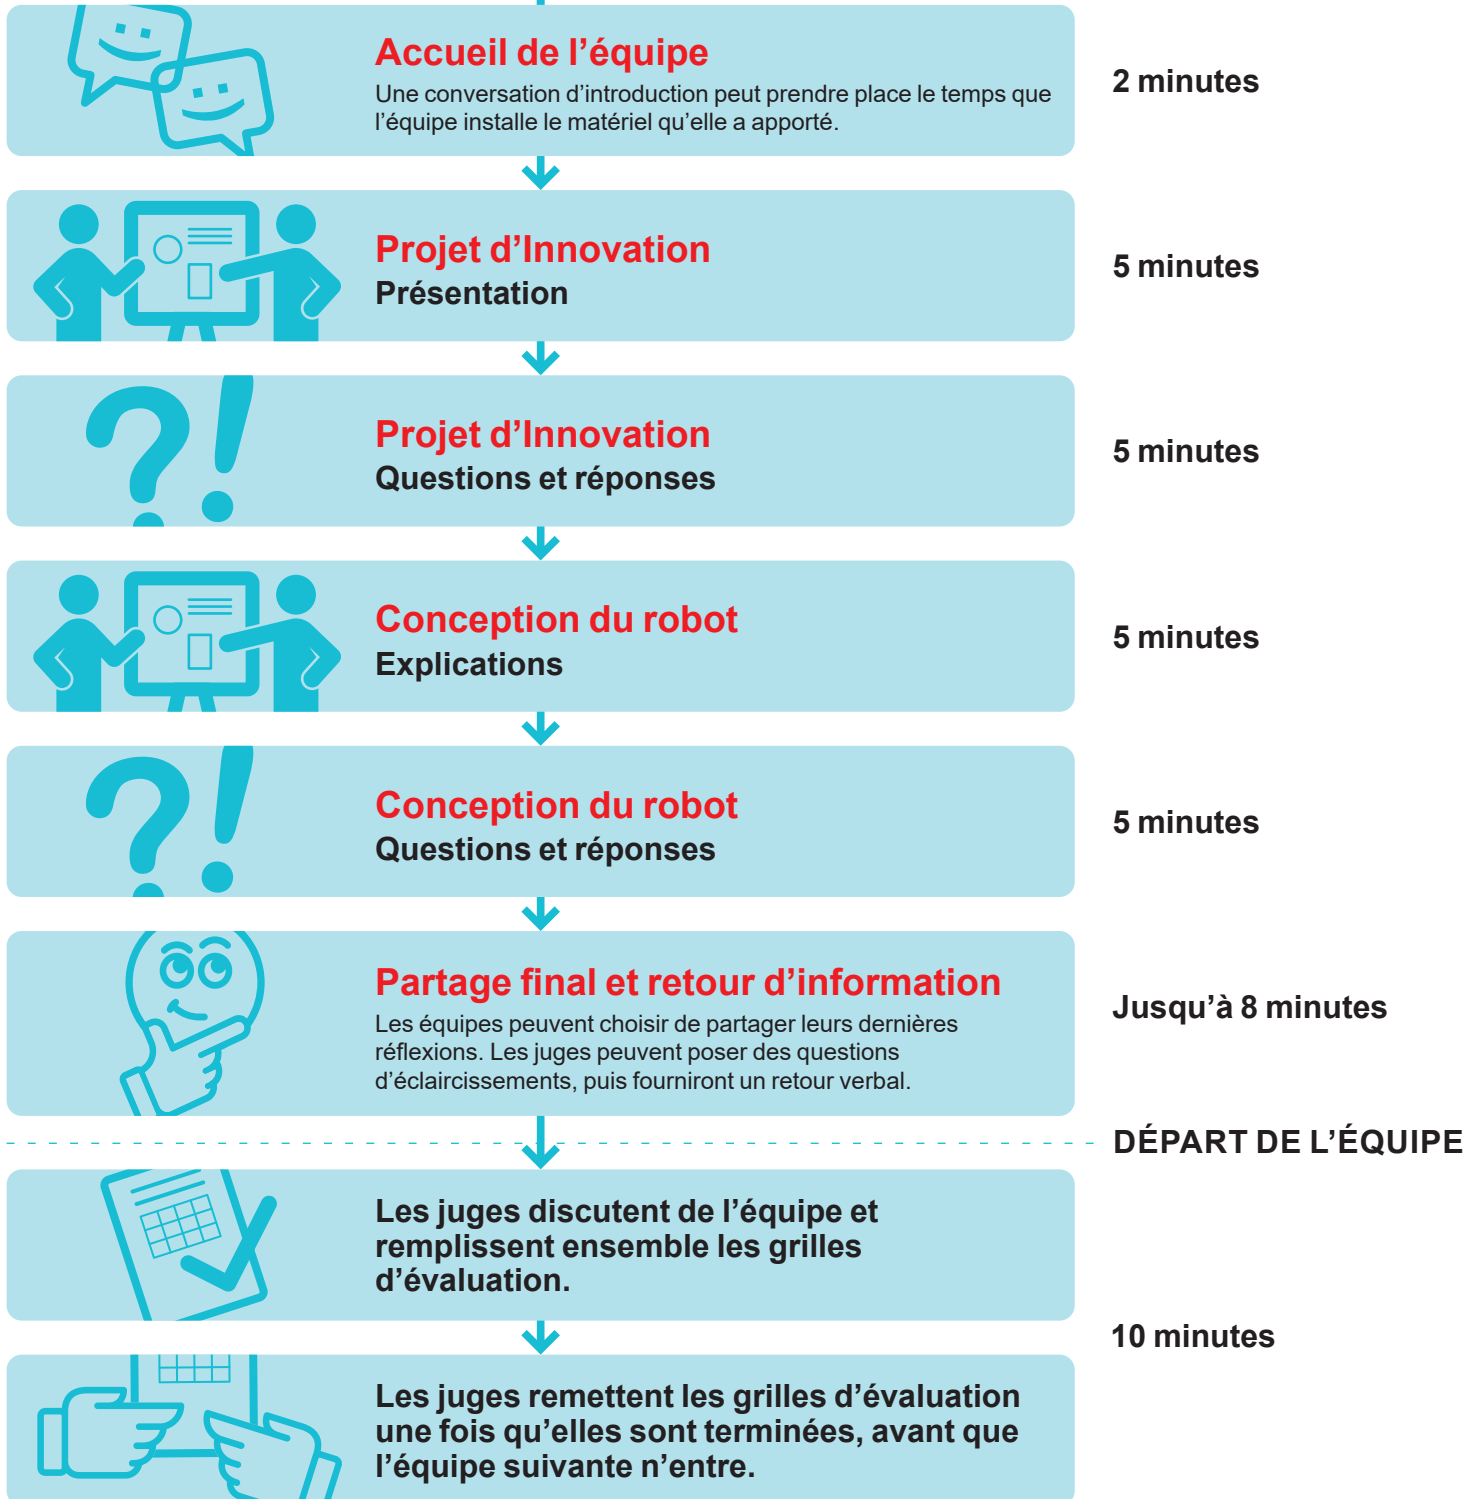 Accueil de l’équipe
Une conversation d’introduction peut prendre place le temps que
l’équipe installe le matériel qu’elle a apporté.
2 minutes
Projet d’Innovation
Présentation
5 minutes
Projet d’Innovation
Questions et réponses
5 minutes
Conception du robot
Explications
5 minutes
Conception du robot
Questions et réponses
5 minutes
Partage final et retour d’information
Les équipes peuvent choisir de partager leurs dernières
réflexions. Les juges peuvent poser des questions
d’éclaircissements, puis fourniront un retour verbal.
Jusqu’à 8 minutes
DÉPART DE L’ÉQUIPE
Les juges discutent de l’équipe et
remplissent ensemble les grilles
d’évaluation.
10 minutes
Les juges remettent les grilles d’évaluation
une fois qu’elles sont terminées, avant que
l’équipe suivante n’entre.